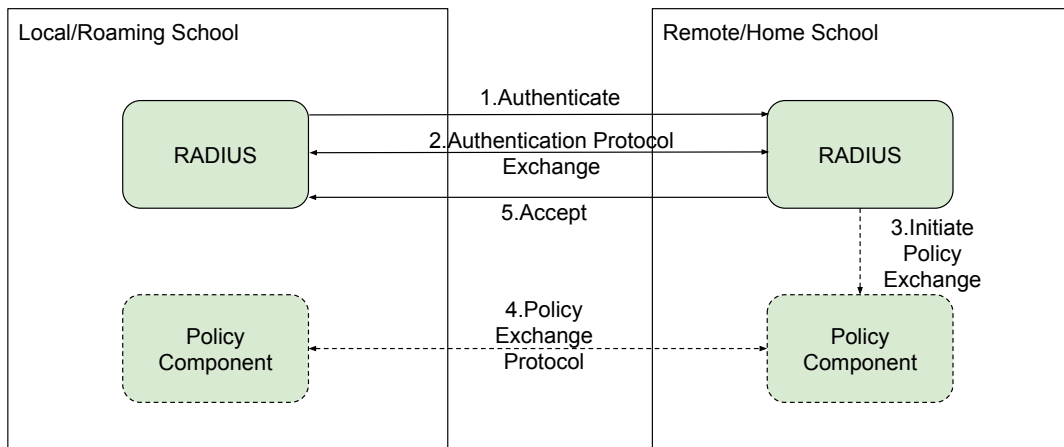 Local/Roaming School
Remote/Home School
1.Authenticate
RADIUS
2.Authentication Protocol
Exchange
RADIUS
5.Accept
3.Initiate
Policy
Exchange
Policy
Component
4.Policy
Exchange
Protocol
Policy
Component